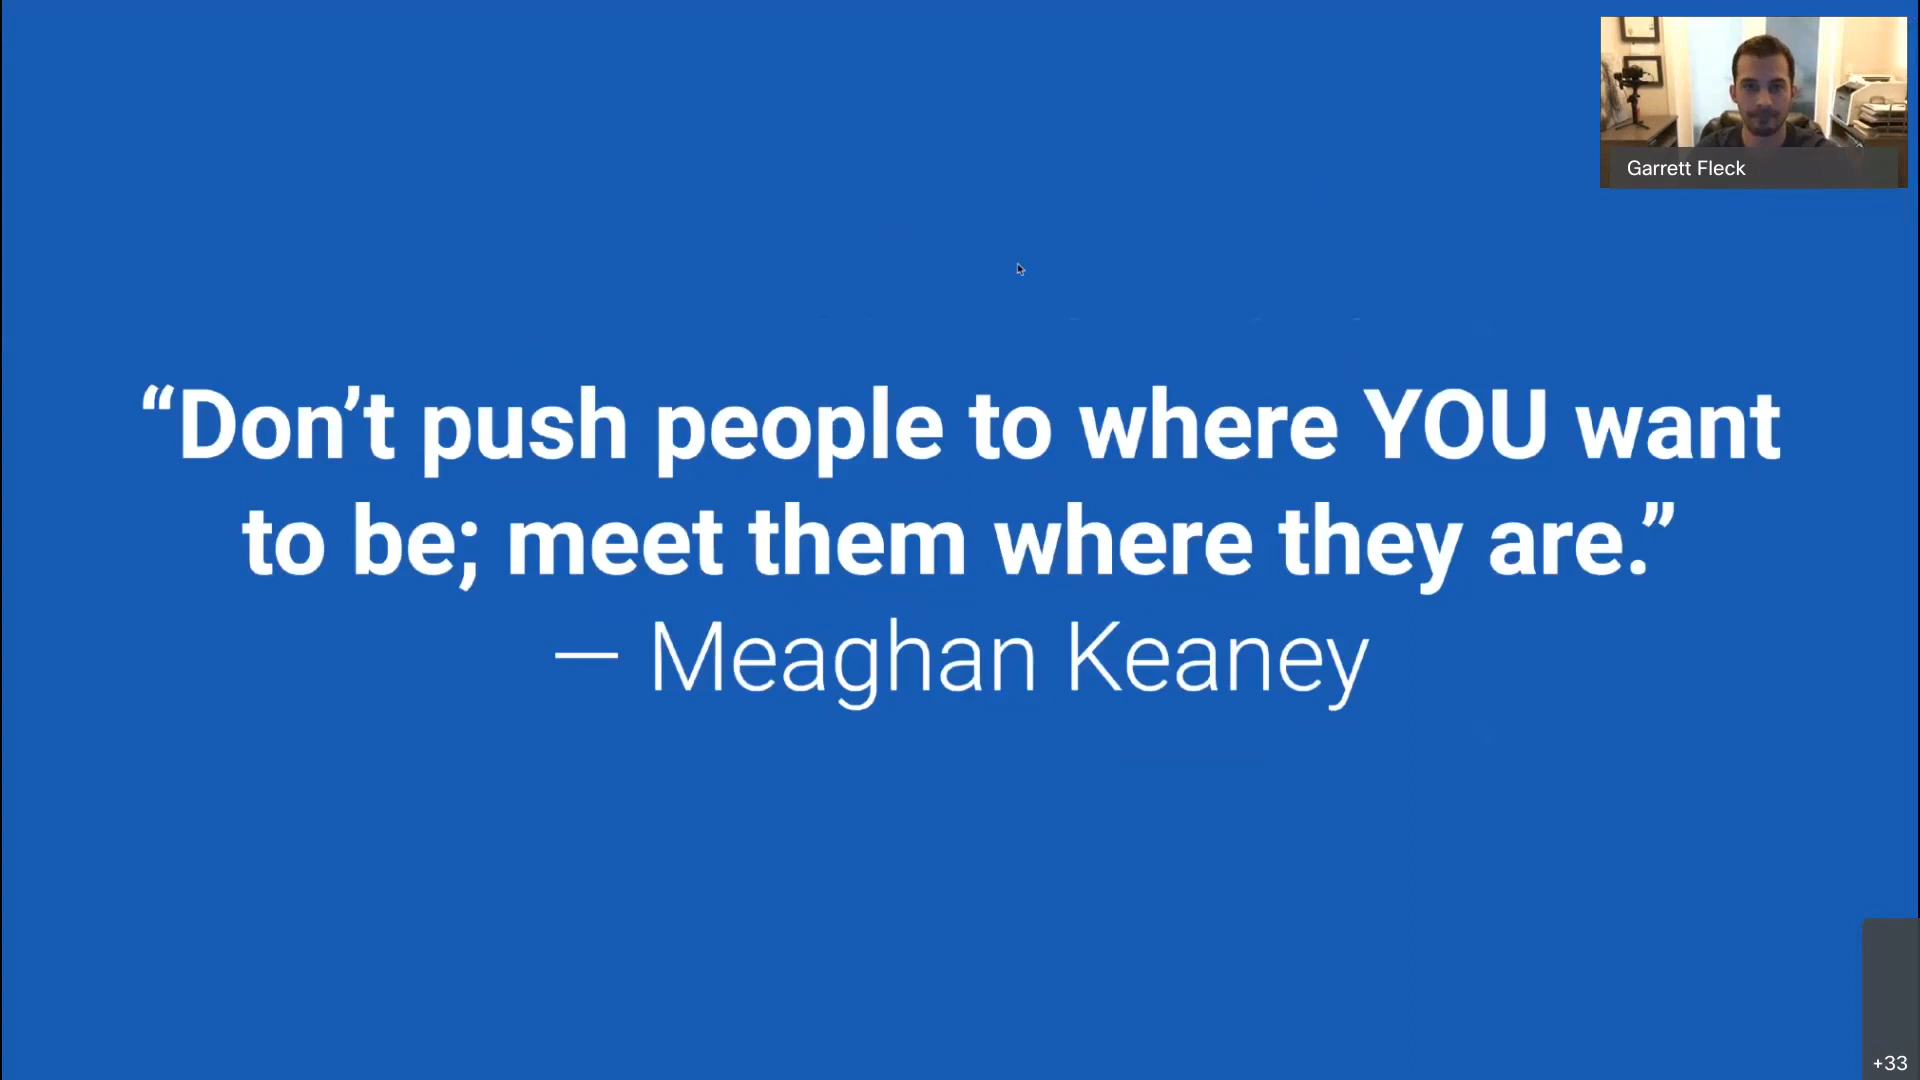 Garrett Fleck
“Don’t push people to where YOU want
to be; meet them where they are.”
— Meaghan Keaney
+33